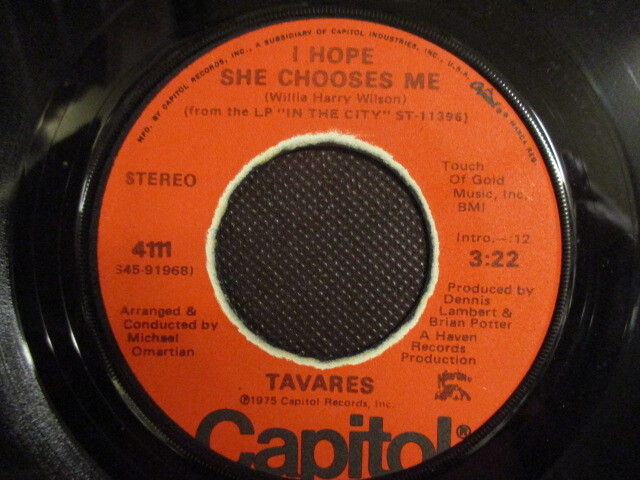 MFD. BY CAPITOL RECORDS, INC., A SUBSIDIARY OF CAPITOL INDUSTRIES, INC., U.S.A. Capitol ® MARCA REG.
I HOPE
SHE CHOOSES ME
(Willie Harry Wilson)
(from the LP "IN THE CITY" ST-11396)
STEREO
4111
S45-91968)
Arranged &
Conducted by
Michael
Omartian
Touch
Of Gold
Music, Inc.
BMI
Intro.–:12
3:22
Produced by
Dennis
Lambert &
Brian Potter
A Haven
Records
Production
TAVARES
℗1975 Capitol Records, Inc.
Capitol®